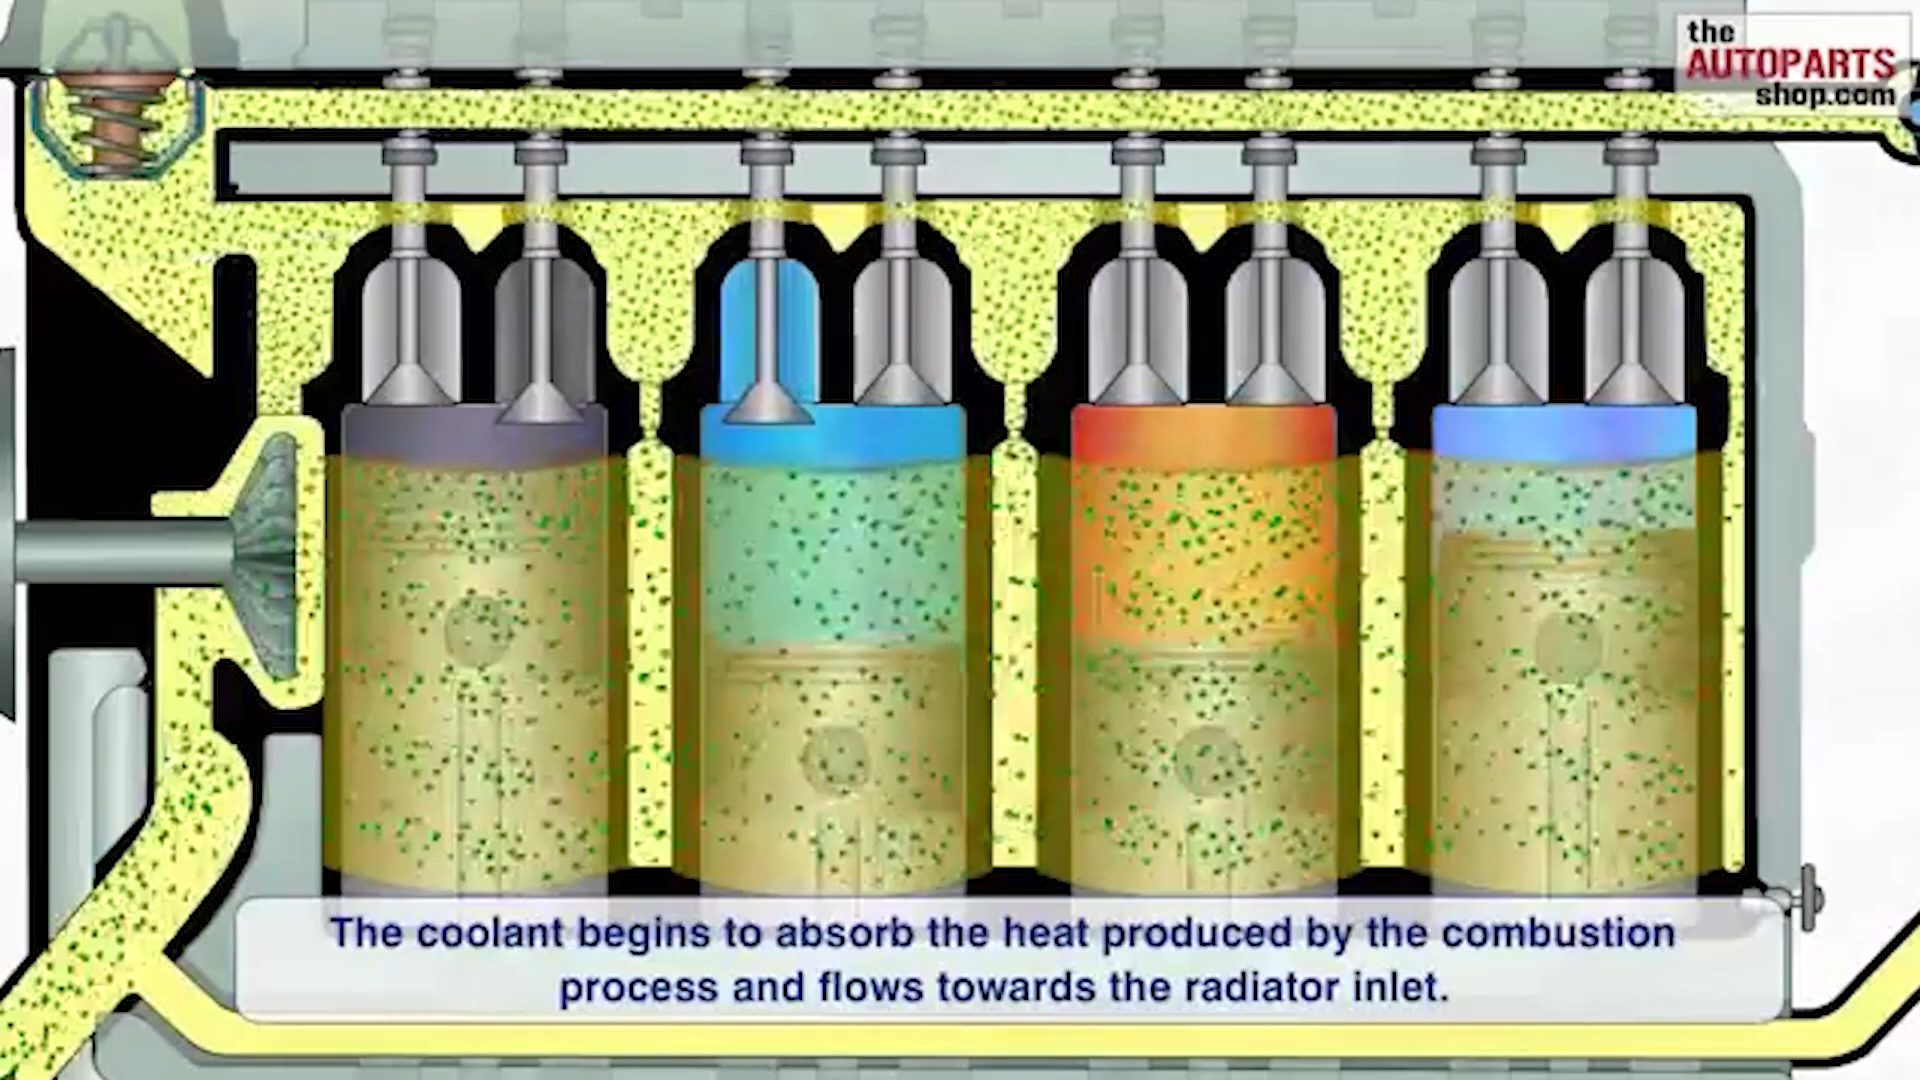 the
AUTOPARTS
shop.com
The coolant begins to absorb the heat produced by the combustion
process and flows towards the radiator inlet.